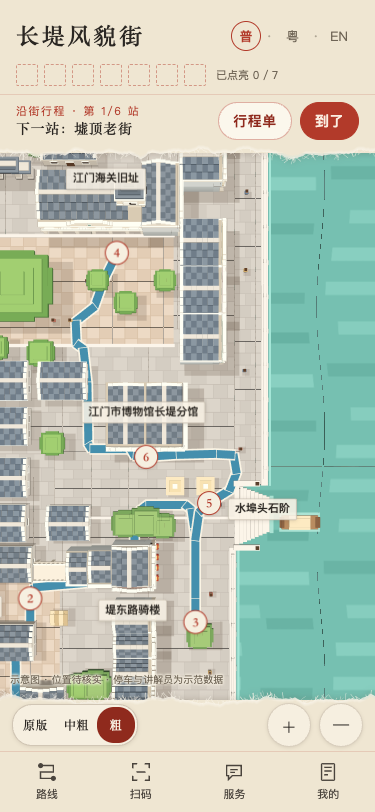 长堤风貌街
普 · 粤 · EN
已点亮 0 / 7
沿街行程 · 第 1/6 站
下一站：墟顶老街
行程单
到了
江门海关旧址
4
江门市博物馆长堤分馆
6
5
水埠头石阶
2
堤东路骑楼
3
示意图 · 位置待核实 · 停车与讲解员为示范数据
原版 中粗 粗
+ —
路线 扫码 服务 我的